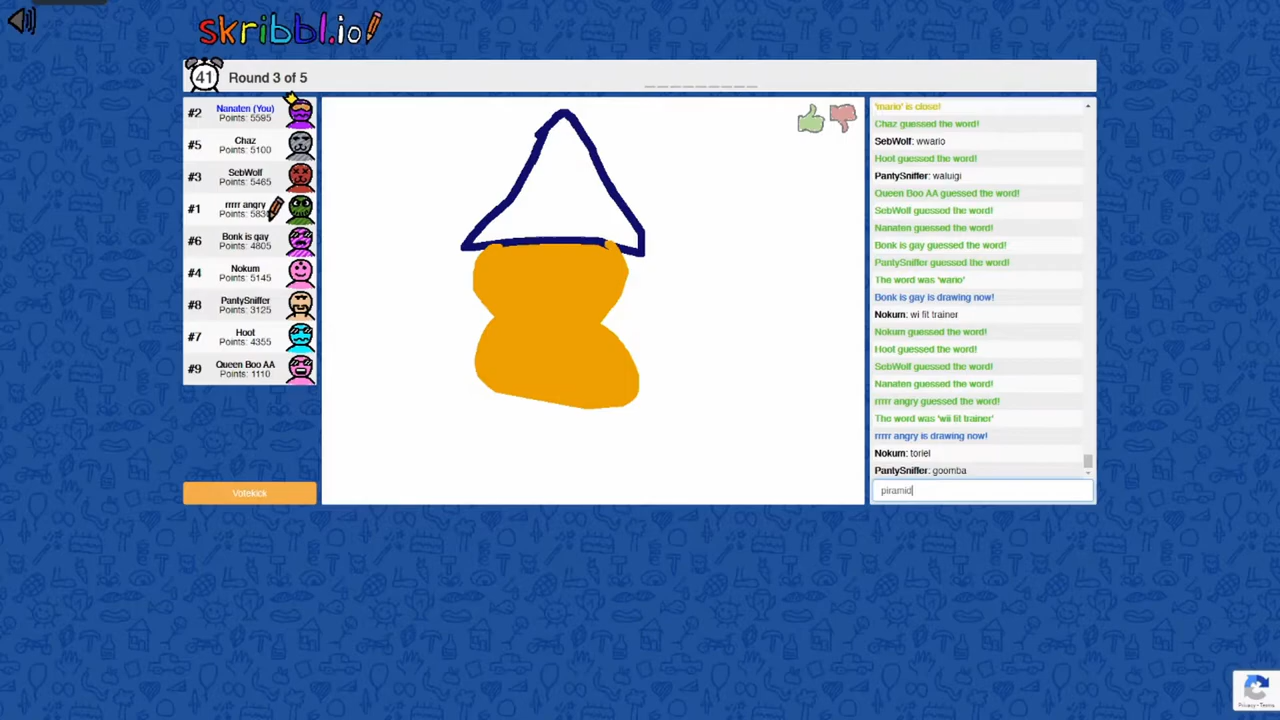 skribbl.io
41
Round 3 of 5
_ _ _ _ _ _ _ _ _
#2
Nanaten (You)
Points: 5595
#5
Chaz
Points: 5100
#3
SebWolf
Points: 5465
#1
rrrrr angry
#6
Bonk is gay
Points: 4805
#4
Nokum
Points: 5145
#8
PantySniffer
Points: 3125
#7
Hoot
Points: 4355
#9
Queen Boo AA
Points: 1110
Votekick
'mario' is close!
Chaz guessed the word!
SebWolf: wwario
Hoot guessed the word!
PantySniffer: waluigi
Queen Boo AA guessed the word!
SebWolf guessed the word!
Nanaten guessed the word!
Bonk is gay guessed the word!
PantySniffer guessed the word!
The word was 'wario'
Bonk is gay is drawing now!
Nokum: wi fit trainer
Nokum guessed the word!
Hoot guessed the word!
SebWolf guessed the word!
Nanaten guessed the word!
rrrrr angry guessed the word!
The word was 'wii fit trainer'
rrrrr angry is drawing now!
Nokum: toriel
PantySniffer: goomba
piramid
Privacy - Terms